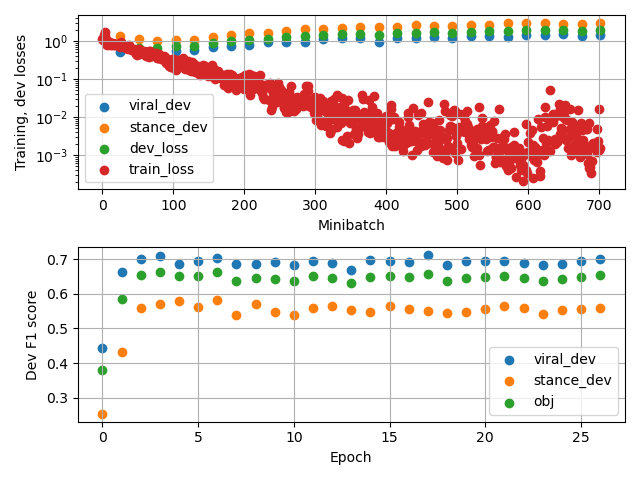 Training, dev losses
10⁰
10⁻¹
10⁻²
10⁻³
viral_dev
stance_dev
dev_loss
train_loss
0 100 200 300 400 500 600 700
Minibatch
Dev F1 score
0.7
0.6
0.5
0.4
0.3
viral_dev
stance_dev
obj
0 5 10 15 20 25
Epoch